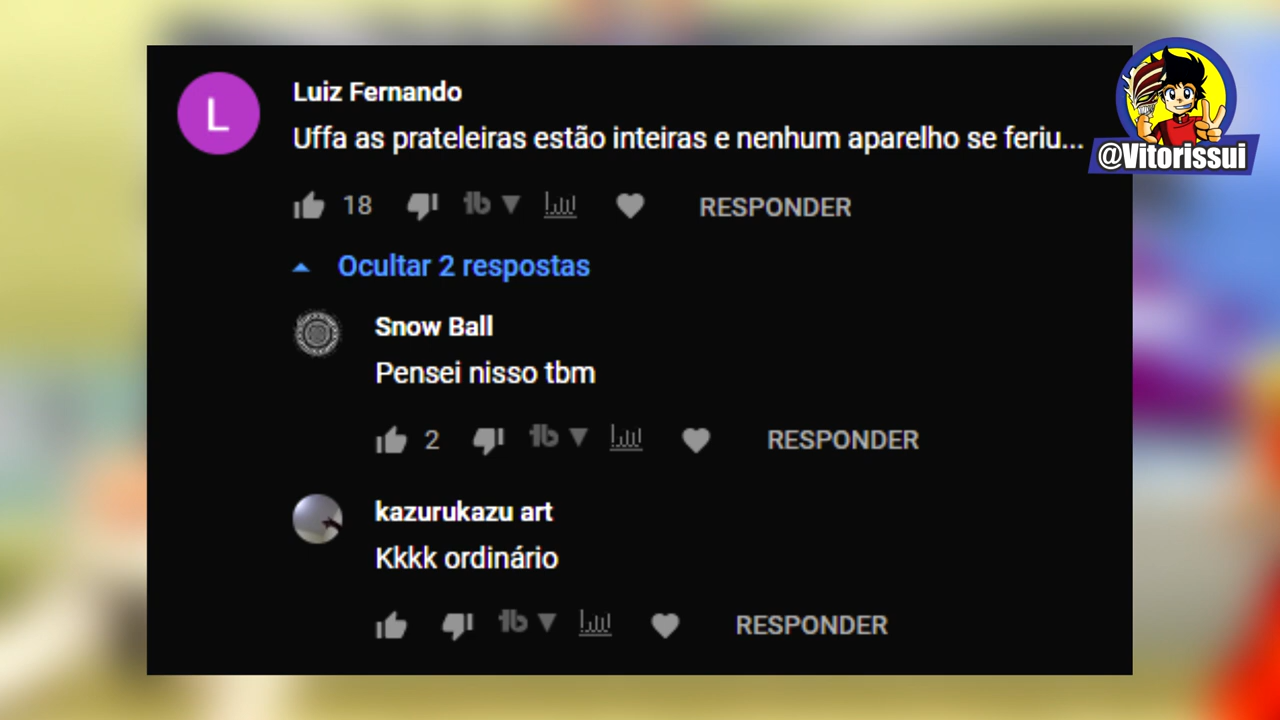 L
Luiz Fernando
Uffa as prateleiras estão inteiras e nenhum aparelho se feriu...
@Vitorissui
18 RESPONDER
Ocultar 2 respostas
Snow Ball
Pensei nisso tbm
2 RESPONDER
kazurukazu art
Kkkk ordinário
RESPONDER